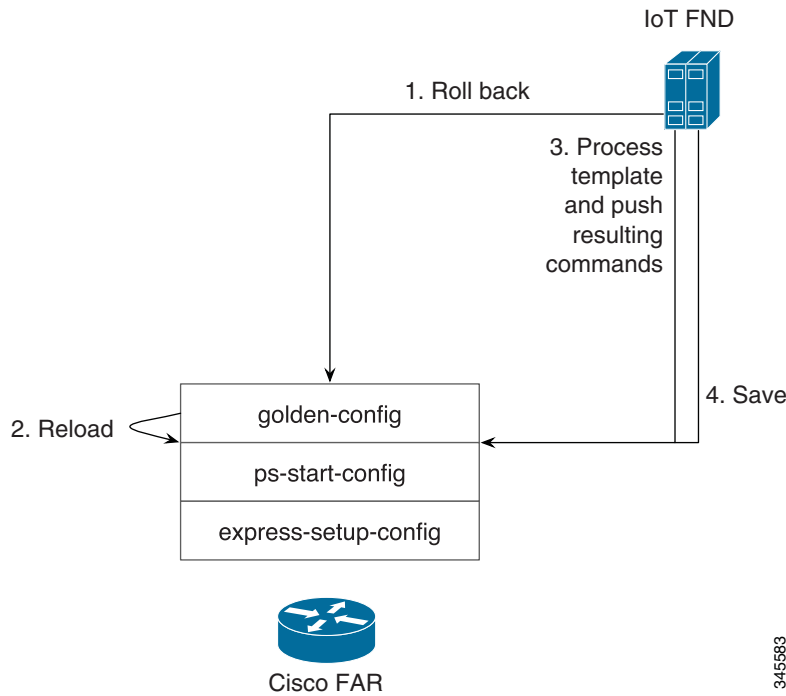 IoT FND
1. Roll back
3. Process
template
and push
resulting
commands
4. Save
2. Reload
golden-config
ps-start-config
express-setup-config
Cisco FAR
345583